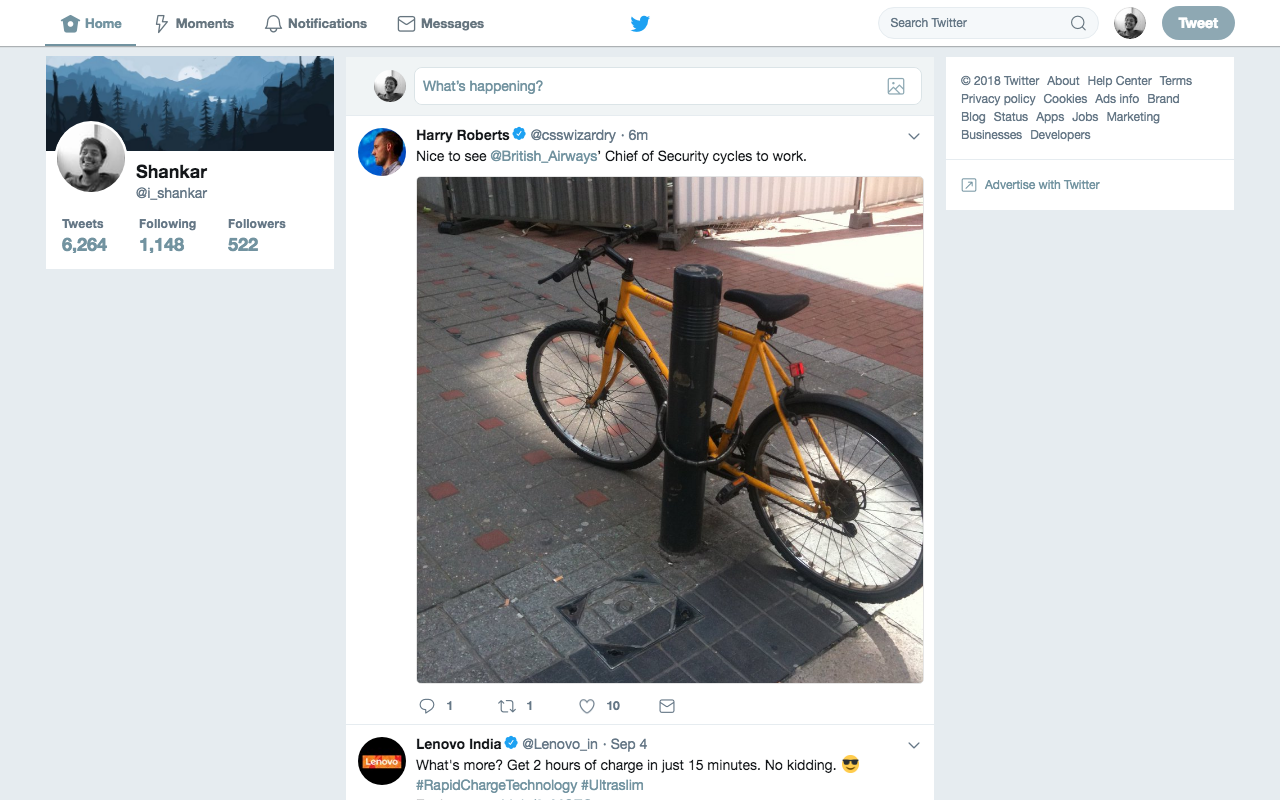 Home Moments Notifications Messages Search Twitter Tweet
Shankar
@i_shankar
Tweets Following Followers
6,264 1,148 522
What's happening?
Harry Roberts @csswizardry · 6m
Nice to see @British_Airways' Chief of Security cycles to work.
1 1 10
Lenovo
Lenovo India @Lenovo_in · Sep 4
What's more? Get 2 hours of charge in just 15 minutes. No kidding. 😎
#RapidChargeTechnology #Ultraslim
© 2018 Twitter About Help Center Terms
Privacy policy Cookies Ads info Brand
Blog Status Apps Jobs Marketing
Businesses Developers
Advertise with Twitter